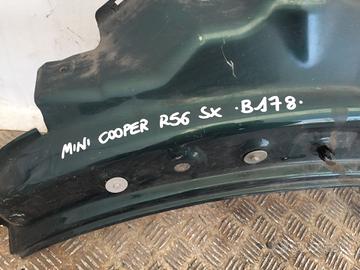 MINI COOPER R56 SX .B178.